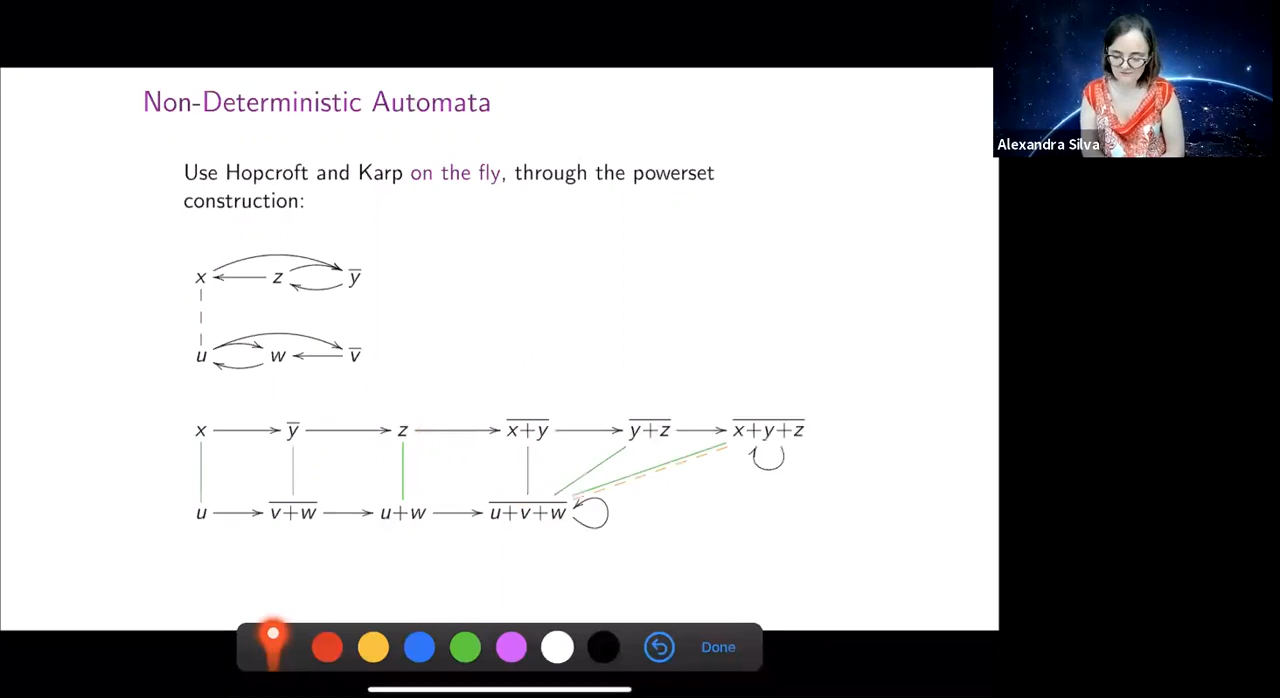 Non-Deterministic Automata
Alexandra Silva
Use Hopcroft and Karp on the fly, through the powerset
construction:
x z y̅
u w v̅
x y̅ z x̅+̅y̅ y̅+̅z̅ x̅+̅y̅+̅z̅
u v̅+̅w̅ u+w u̅+̅v̅+̅w̅
Done